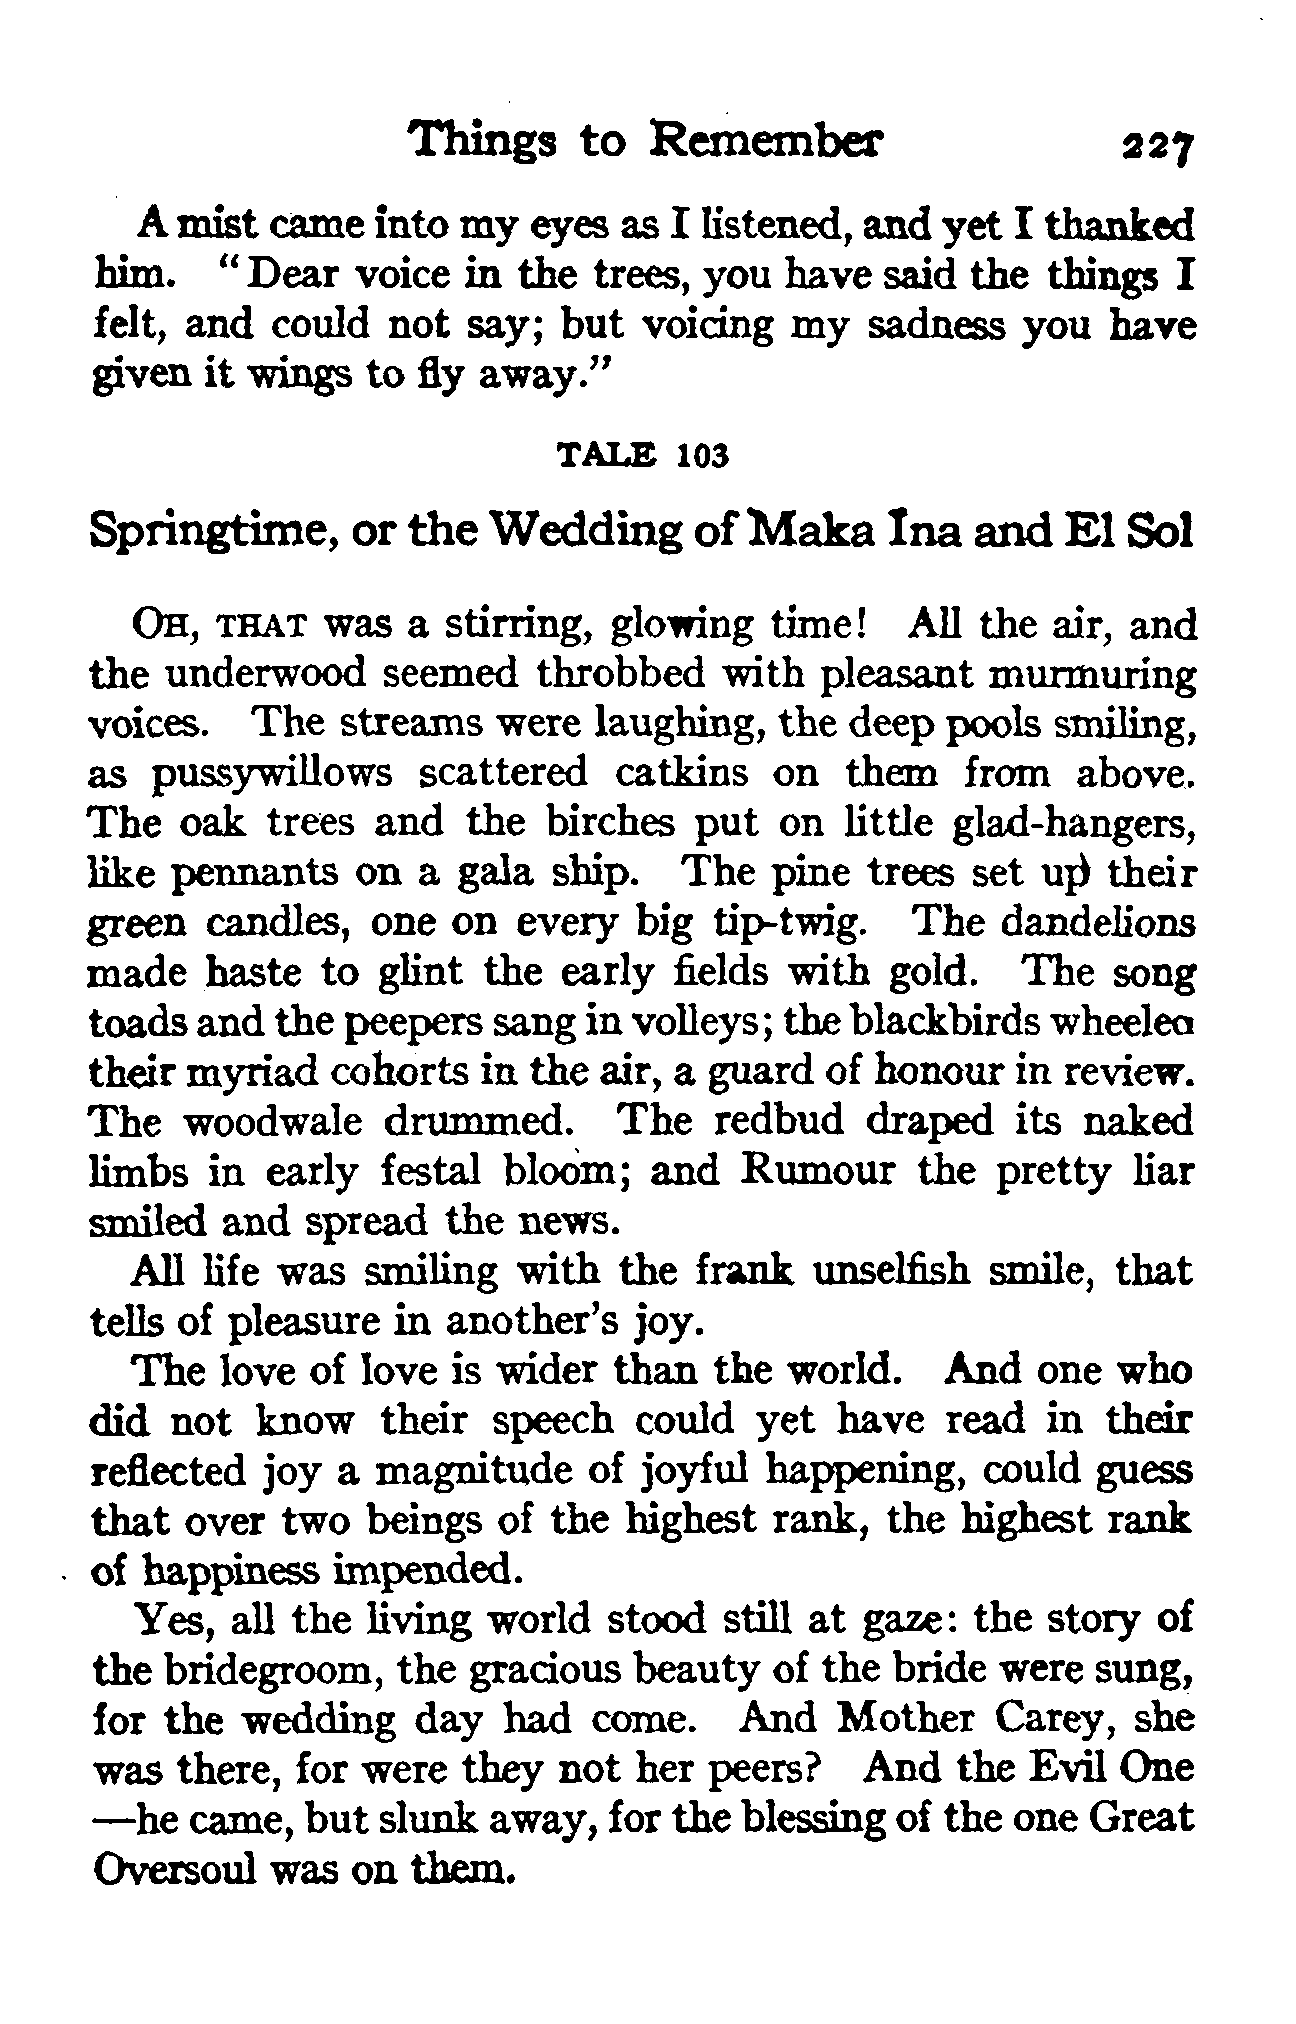 Things to Remember 227
A mist came into my eyes as I listened, and yet I thanked
him. "Dear voice in the trees, you have said the things I
felt, and could not say; but voicing my sadness you have
given it wings to fly away."
TALE 103
Springtime, or the Wedding of Maka Ina and El Sol
OH, THAT was a stirring, glowing time! All the air, and
the underwood seemed throbbed with pleasant murmuring
voices. The streams were laughing, the deep pools smiling,
as pussywillows scattered catkins on them from above.
The oak trees and the birches put on little glad-hangers,
like pennants on a gala ship. The pine trees set up their
green candles, one on every big tip-twig. The dandelions
made haste to glint the early fields with gold. The song
toads and the peepers sang in volleys; the blackbirds wheeled
their myriad cohorts in the air, a guard of honour in review.
The woodwale drummed. The redbud draped its naked
limbs in early festal bloom; and Rumour the pretty liar
smiled and spread the news.
All life was smiling with the frank unselfish smile, that
tells of pleasure in another's joy.
The love of love is wider than the world. And one who
did not know their speech could yet have read in their
reflected joy a magnitude of joyful happening, could guess
that over two beings of the highest rank, the highest rank
of happiness impended.
Yes, all the living world stood still at gaze: the story of
the bridegroom, the gracious beauty of the bride were sung,
for the wedding day had come. And Mother Carey, she
was there, for were they not her peers? And the Evil One
—he came, but slunk away, for the blessing of the one Great
Oversoul was on them.